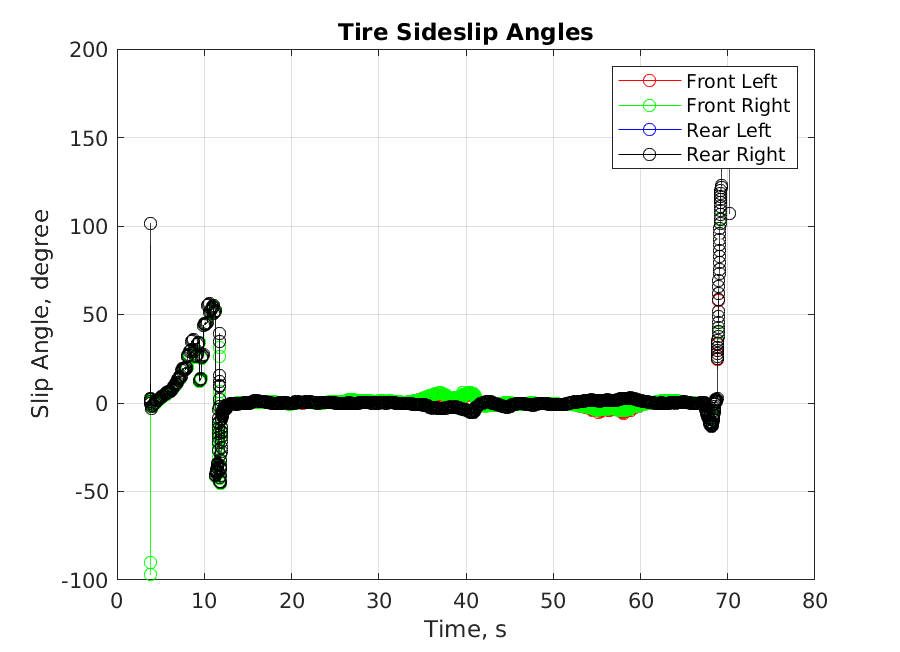 Tire Sideslip Angles
200
150
100
50
0
-50
-100
Slip Angle, degree
Front Left
Front Right
Rear Left
Rear Right
0 10 20 30 40 50 60 70 80
Time, s